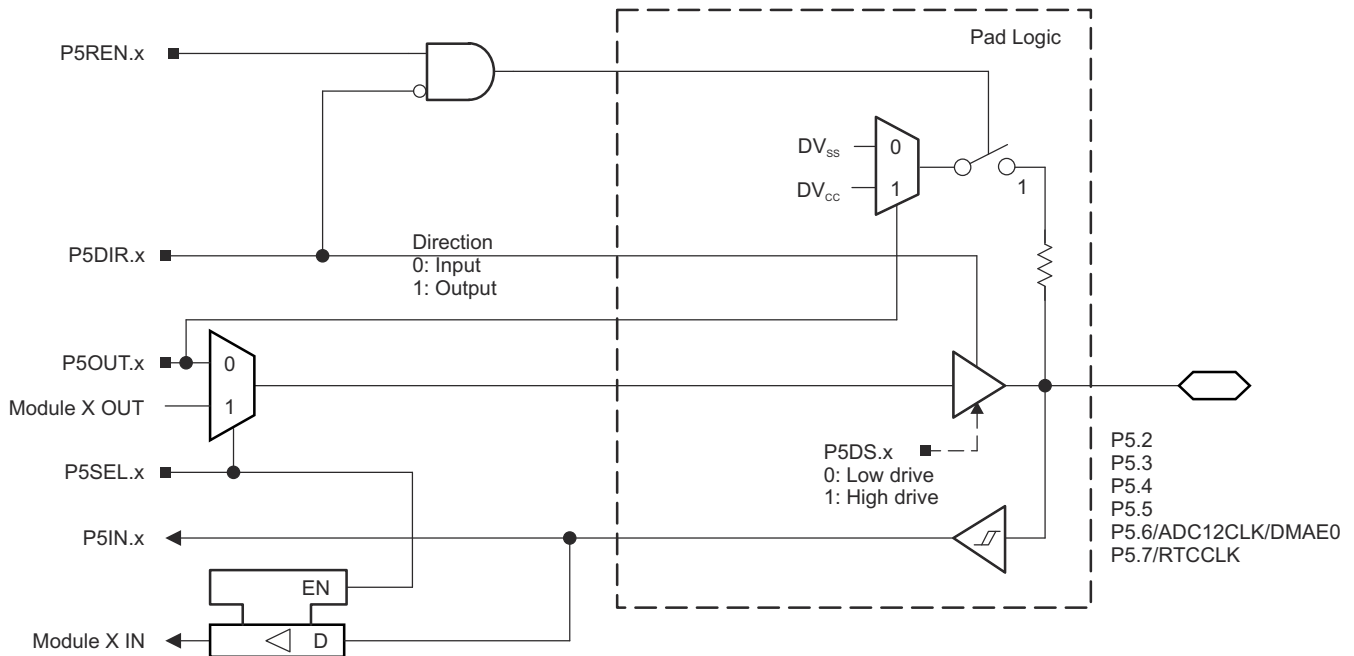 P5REN.x
Pad Logic
DVSS
0
DVCC
1
1
P5DIR.x
Direction
0: Input
1: Output
P5OUT.x
0
Module X OUT
1
P5SEL.x
P5DS.x
0: Low drive
1: High drive
P5.2
P5.3
P5.4
P5.5
P5.6/ADC12CLK/DMAE0
P5.7/RTCCLK
P5IN.x
EN
Module X IN
D